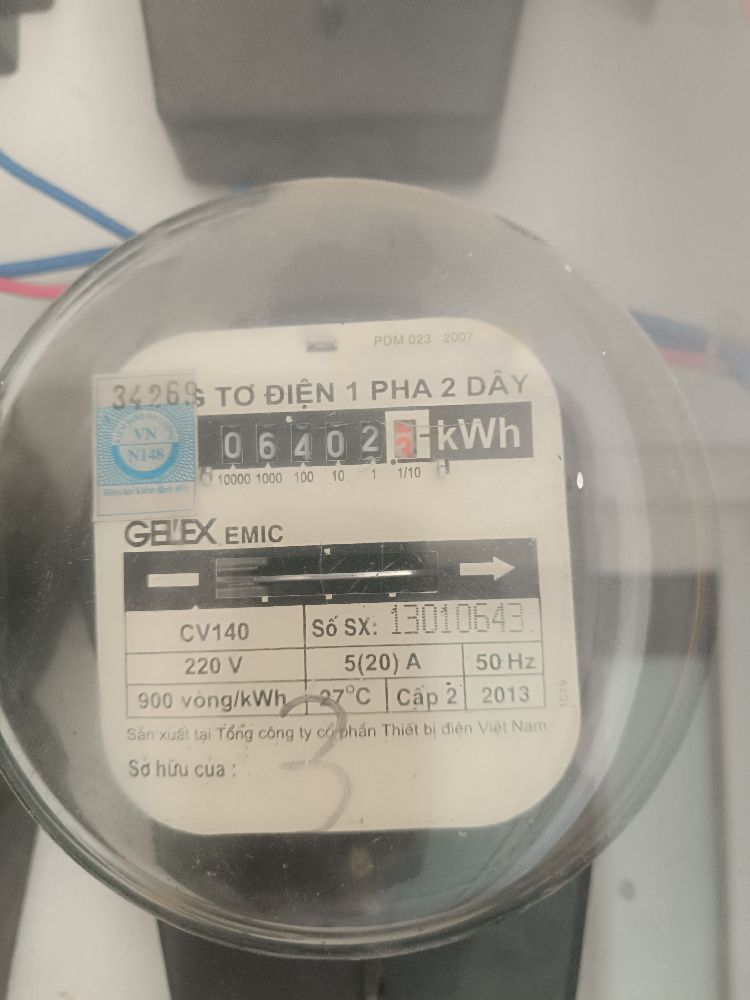 PDM 023 2007
34269
S TƠ ĐIỆN 1 PHA 2 DÂY
VN
N148
0 6 4 0 2 kWh
10000 1000 100 10 1 1/10
GELEX EMIC
CV140 Số SX: 13010643
220 V 5(20) A 50 Hz
900 vòng/kWh 27°C Cấp 2 2013
Sản xuất tại Tổng công ty cổ phần Thiết bị điện Việt Nam
Sở hữu của :
3